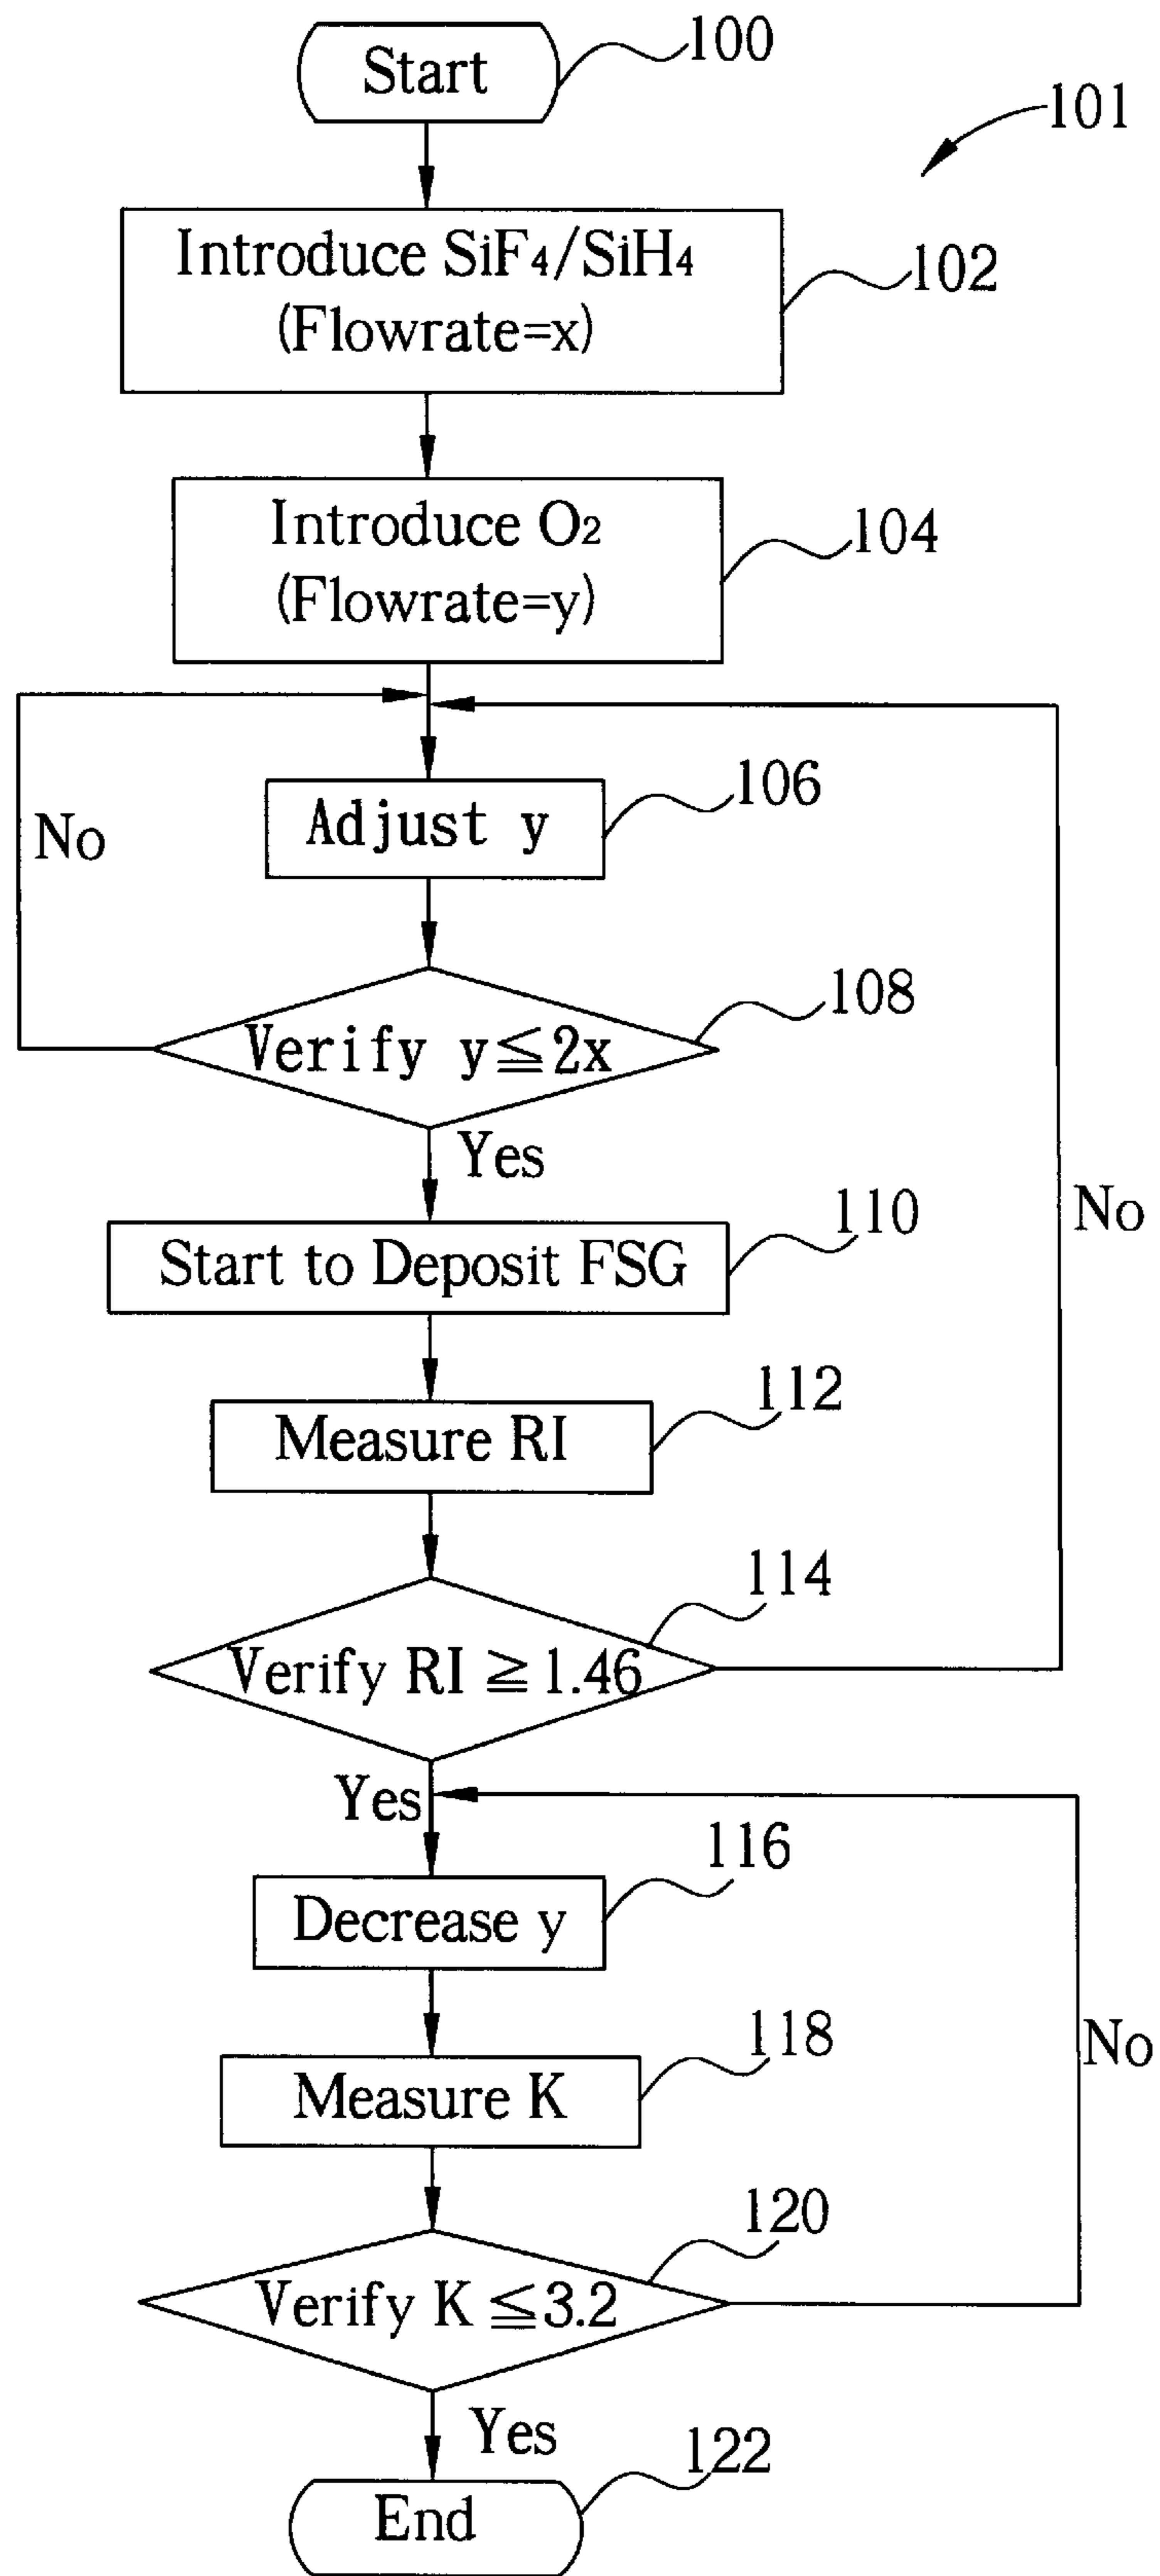 Start
100
101
Introduce SiF4/SiH4
(Flowrate=x)
102
Introduce O2
(Flowrate=y)
104
Adjust y
106
No
Verify y≦2x
108
Yes
Start to Deposit FSG
110
No
Measure RI
112
Verify RI ≧1.46
114
Yes
Decrease y
116
Measure K
118
No
Verify K ≦3.2
120
Yes
End
122